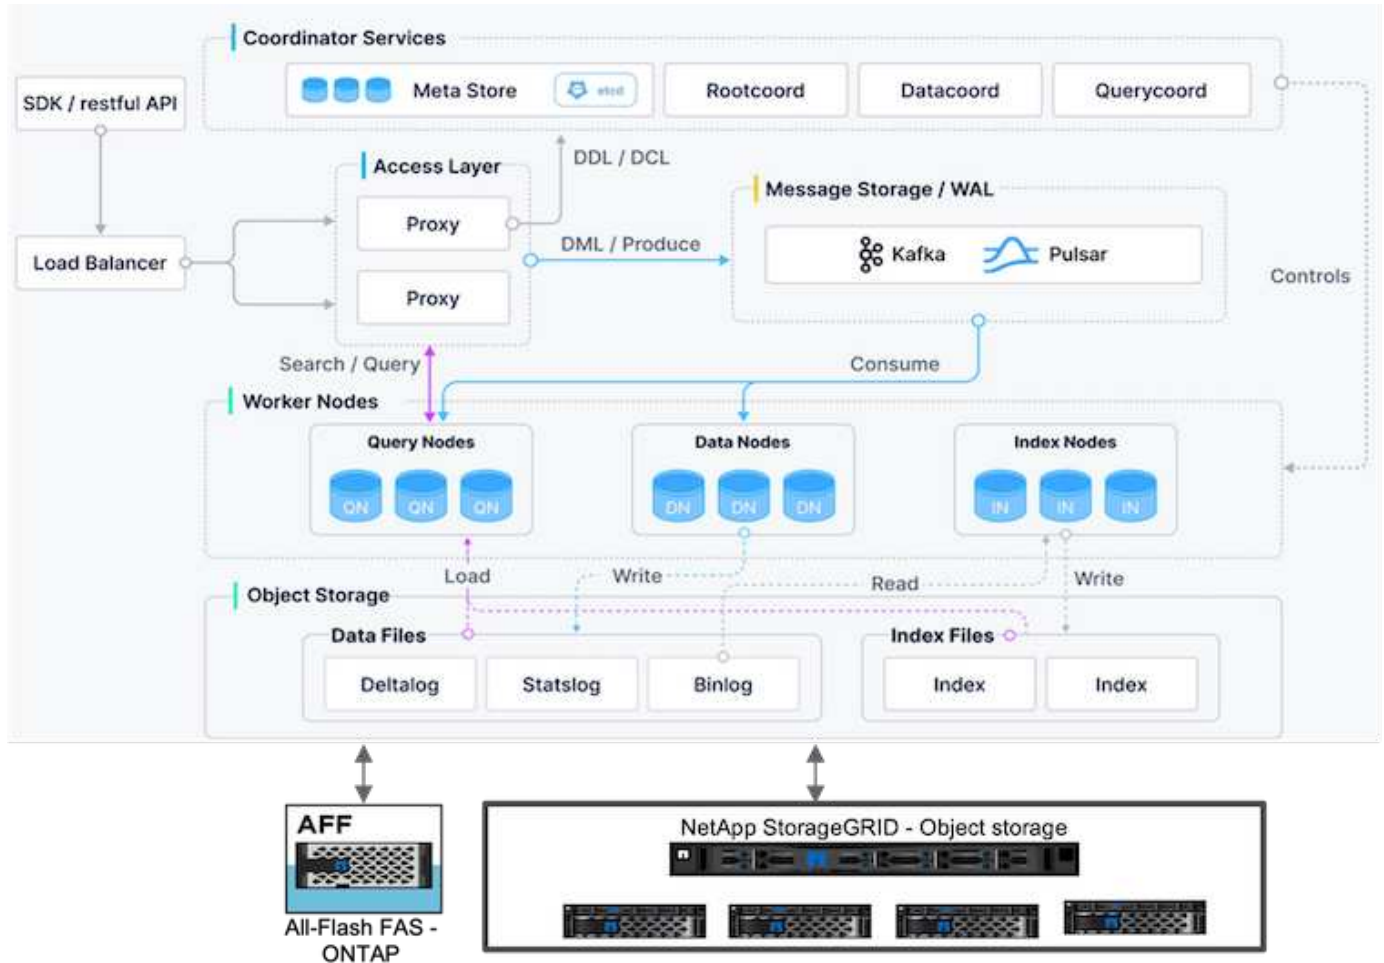 Coordinator Services
SDK / restful API
Meta Store
etcd
Rootcoord
Datacoord
Querycoord
DDL / DCL
Access Layer
Proxy
Proxy
Load Balancer
DML / Produce
Message Storage / WAL
Kafka
Pulsar
Controls
Search / Query
Consume
Worker Nodes
Query Nodes
QN QN QN
Data Nodes
DN DN DN
Index Nodes
IN IN IN
Load
Write
Read
Write
Object Storage
Data Files
Deltalog
Statslog
Binlog
Index Files
Index
Index
AFF
All-Flash FAS -
ONTAP
NetApp StorageGRID - Object storage